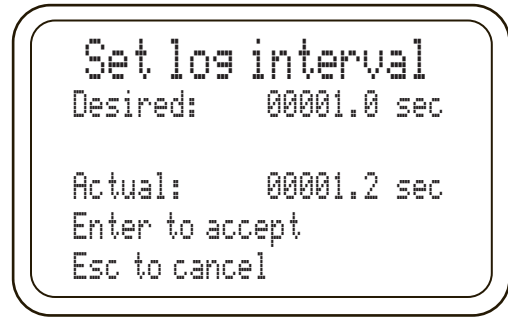 Set log interval
Desired: 00001.0 sec
Actual: 00001.2 sec
Enter to accept
Esc to cancel